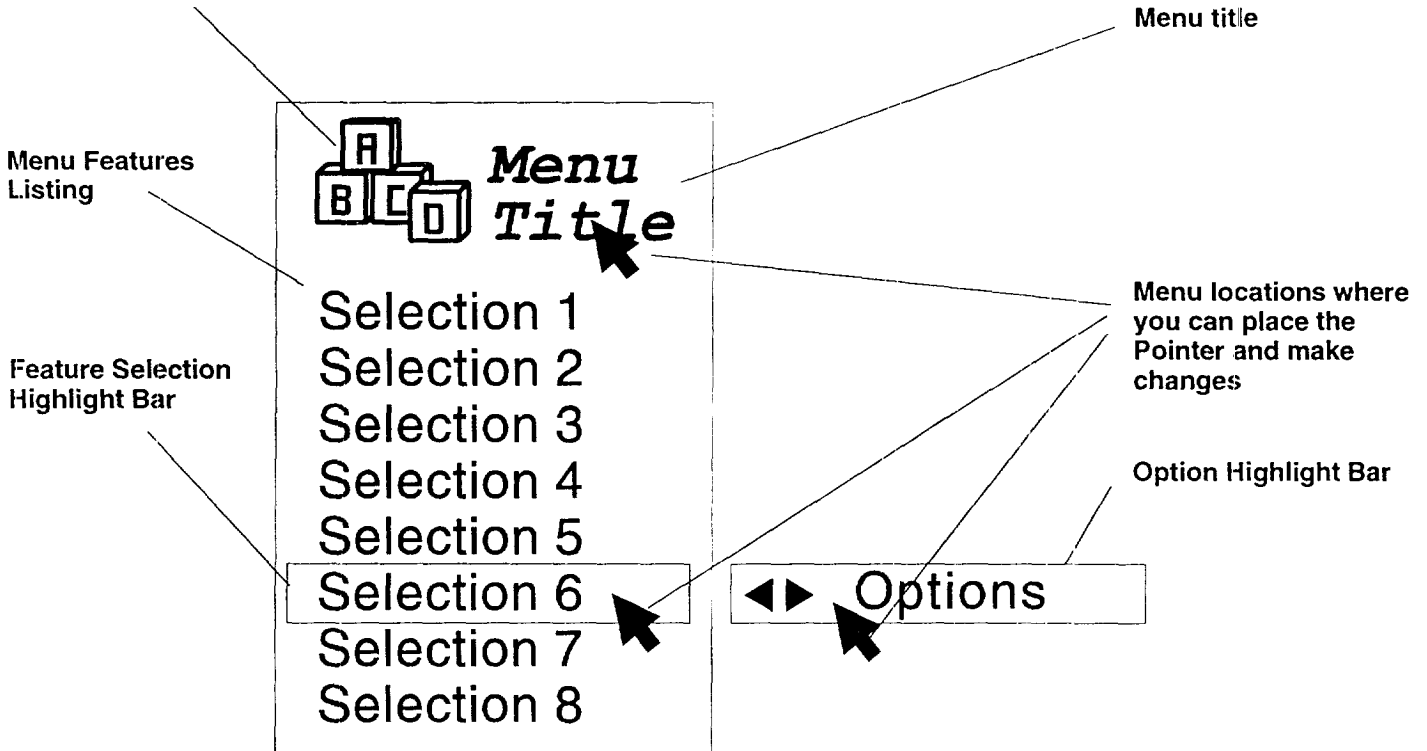 Menu title
Menu Features
Listing
A
B C D
Menu
Title
Selection 1
Selection 2
Selection 3
Selection 4
Selection 5
Selection 6
Selection 7
Selection 8
Feature Selection
Highlight Bar
Menu locations where
you can place the
Pointer and make
changes
Option Highlight Bar
Options